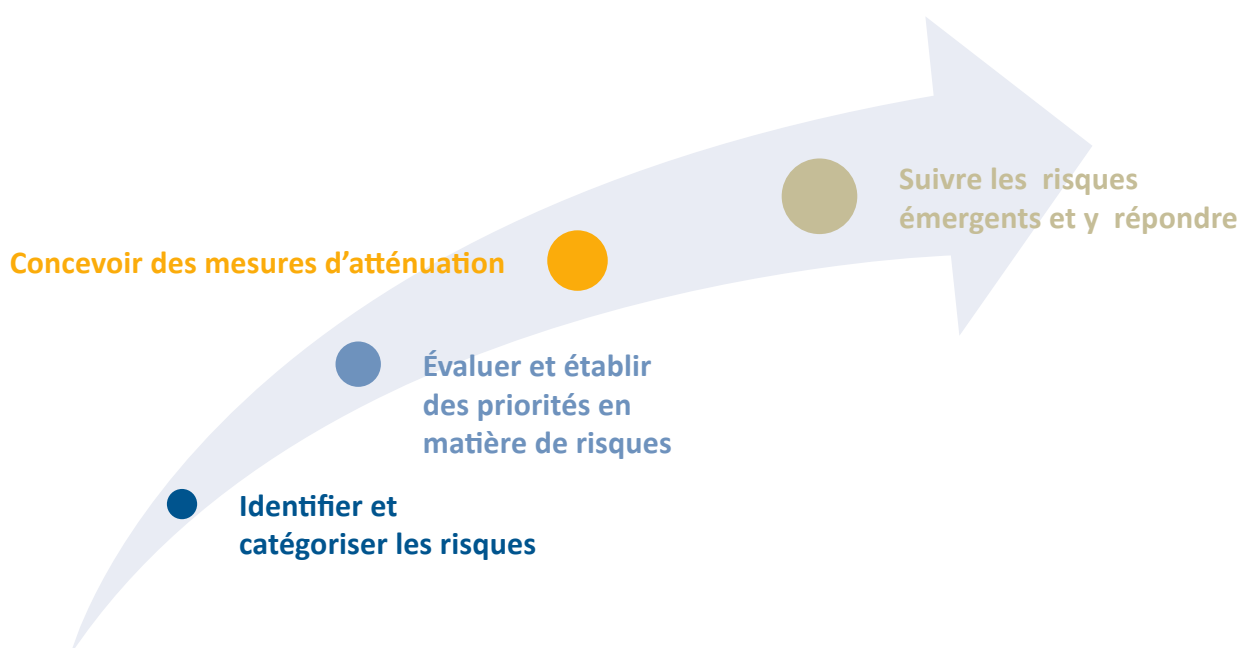 Suivre les risques
émergents et y répondre
Concevoir des mesures d’atténuation
Évaluer et établir
des priorités en
matière de risques
Identifier et
catégoriser les risques